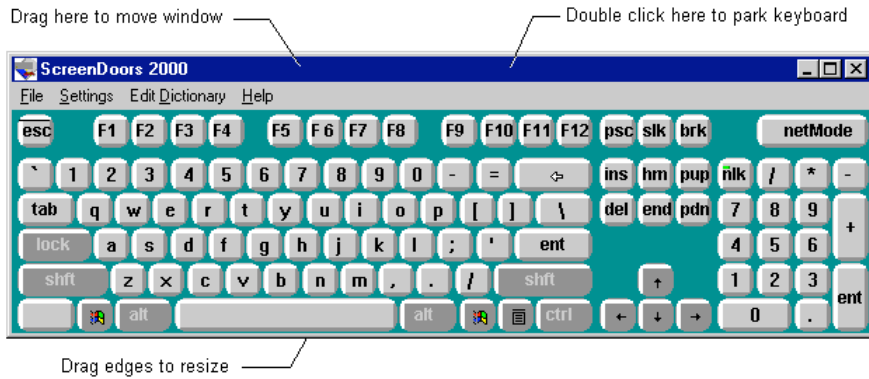 Drag here to move window Double click here to park keyboard
ScreenDoors 2000
File Settings Edit Dictionary Help
esc F1 F2 F3 F4 F5 F 6 F7 F8 F9 F10 F11 F12 psc slk brk netMode
` 1 2 3 4 5 6 7 8 9 0 - = ⇦ ins hm pup nlk / * -
tab q w e r t y u i o p [ ] \ del end pdn 7 8 9 +
lock a s d f g h j k l ; ' ent 4 5 6
shft z x c v b n m , . / shft ↑ 1 2 3 ent
alt alt ctrl ← ↓ → 0 .
Drag edges to resize